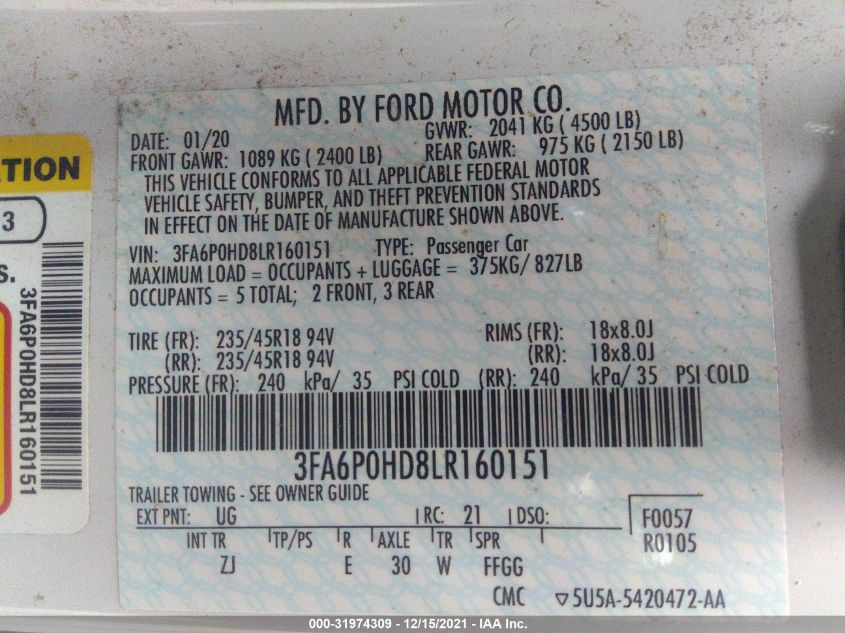 MFD. BY FORD MOTOR CO.
DATE: 01/20 GVWR: 2041 KG ( 4500 LB)
FRONT GAWR: 1089 KG ( 2400 LB) REAR GAWR: 975 KG ( 2150 LB)
THIS VEHICLE CONFORMS TO ALL APPLICABLE FEDERAL MOTOR
VEHICLE SAFETY, BUMPER, AND THEFT PREVENTION STANDARDS
IN EFFECT ON THE DATE OF MANUFACTURE SHOWN ABOVE.
VIN: 3FA6P0HD8LR160151 TYPE: Passenger Car
MAXIMUM LOAD = OCCUPANTS + LUGGAGE = 375KG/ 827LB
OCCUPANTS = 5 TOTAL; 2 FRONT, 3 REAR
TIRE (FR): 235/45R18 94V RIMS (FR): 18x8.0J
(RR): 235/45R18 94V (RR): 18x8.0J
PRESSURE (FR): 240 kPa/ 35 PSI COLD (RR): 240 kPa/ 35 PSI COLD
3FA6P0HD8LR160151
TRAILER TOWING - SEE OWNER GUIDE
EXT PNT: UG RC: 21 DSO: F0057
INT TR TP/PS R AXLE TR SPR R0105
ZJ E 30 W FFGG
CMC ▽5U5A-5420472-AA
TION
3
S.
3FA6P0HD8LR160151
000-31974309 - 12/15/2021 - IAA Inc.